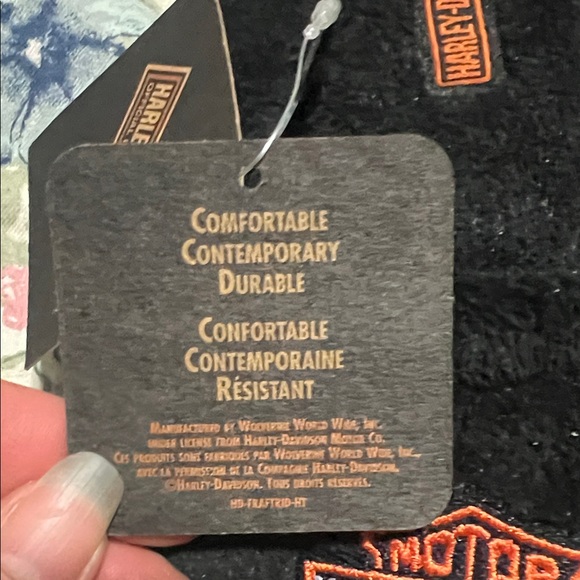 HARLEY-D
HARLE
OFFICIAL
COMFORTABLE
CONTEMPORARY
DURABLE
CONFORTABLE
CONTEMPORAINE
RÉSISTANT
MANUFACTURED BY WOLVERINE WORLD WIDE, INC.
UNDER LICENSE FROM HARLEY-DAVIDSON MOTOR CO.
CES PRODUITS SONT FABRIQUÉS PAR WOLVERINE WORLD WIDE, INC.,
AVEC LA PERMISSION DE LA COMPAGNIE HARLEY-DAVIDSON.
©HARLEY-DAVIDSON. TOUS DROITS RÉSERVÉS.
HD-FRAFTRID-HT
MOTOR